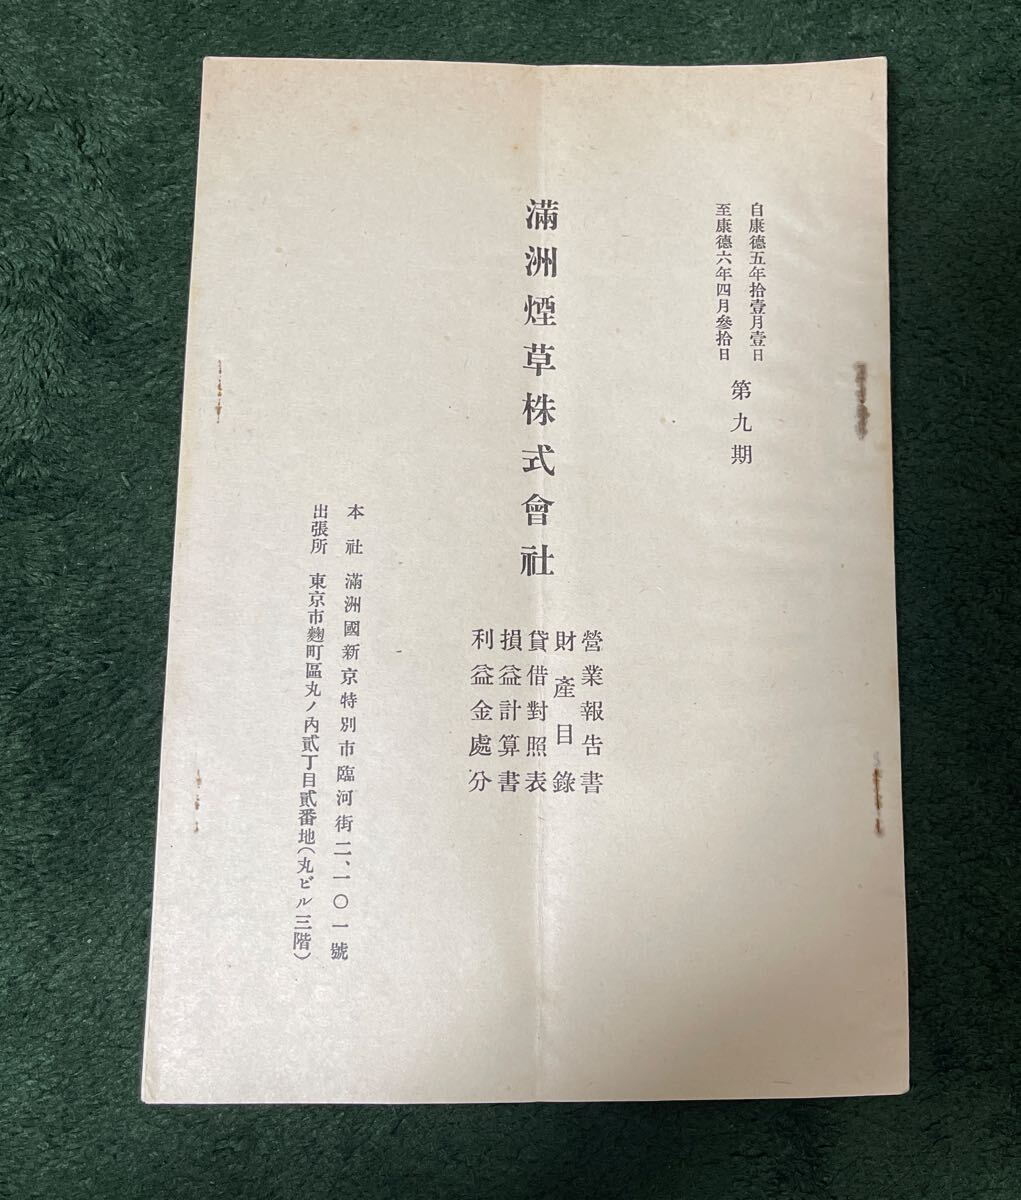 自康德五年拾壹月壹日
至康德六年四月參拾日
第九期
滿洲煙草株式會社
營業報告書
財產目錄
貸借對照表
損益計算書
利益金處分
本社 滿洲國新京特別市臨河街二、一〇一號
出張所 東京市麴町區丸ノ內貳丁目貳番地(丸ビル三階)